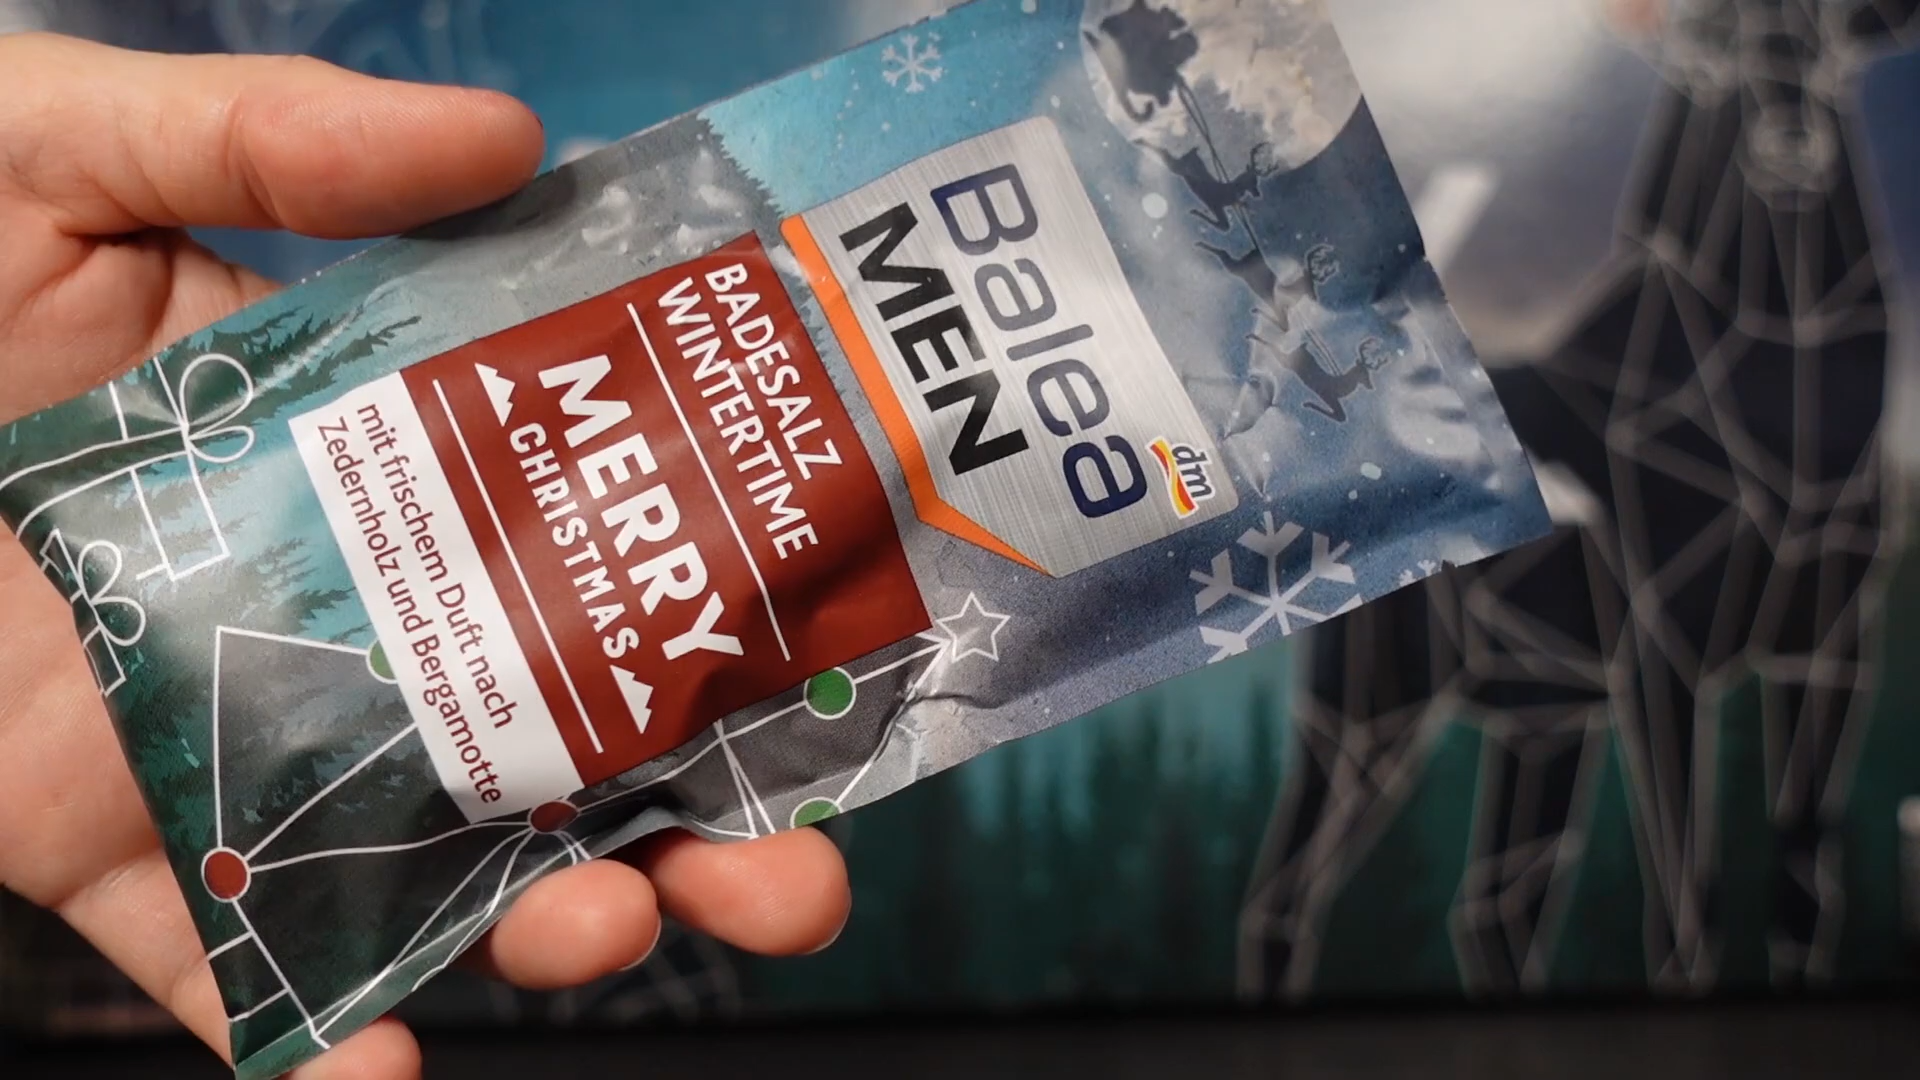 Balea
MEN
dm
BADESALZ
WINTERTIME
MERRY
CHRISTMAS
mit frischem Duft nach
Zedernholz und Bergamotte